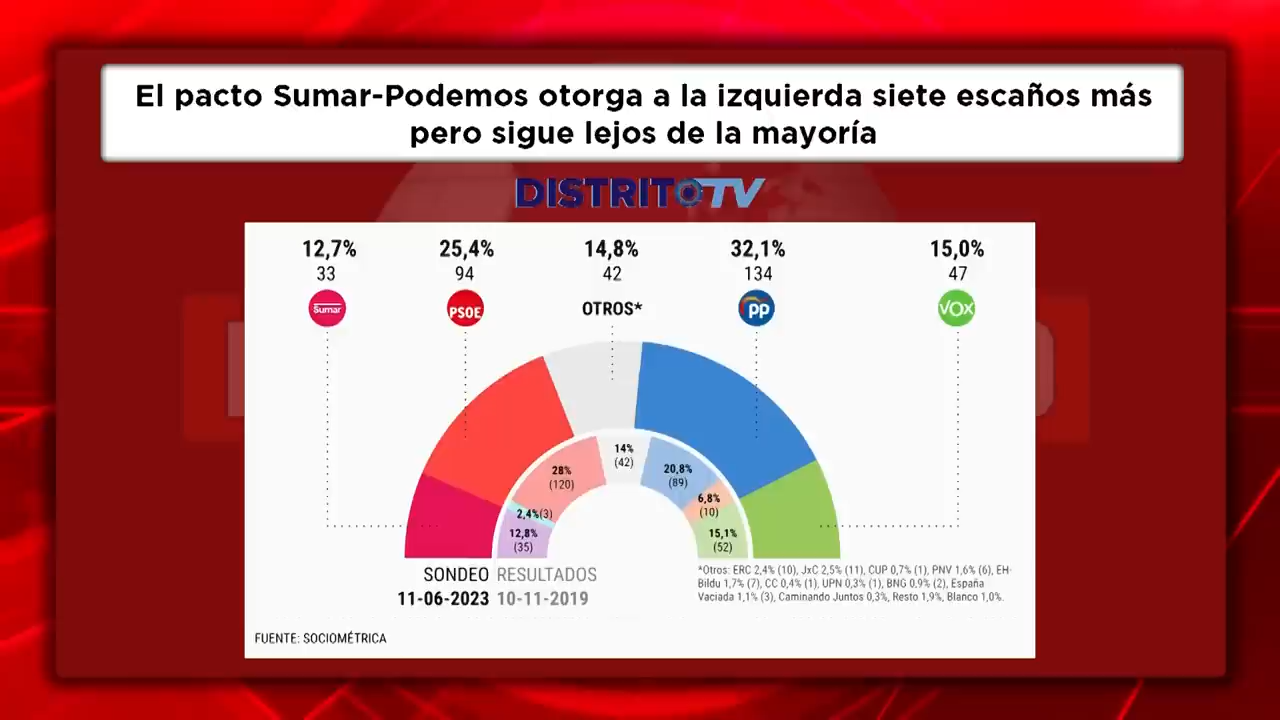 El pacto Sumar-Podemos otorga a la izquierda siete escaños más
pero sigue lejos de la mayoría
DISTRITO TV
12,7% 25,4% 14,8% 32,1% 15,0%
33 94 42 134 47
Sumar PSOE OTROS* PP VOX
14%
(42)
28%
(120)
20,8%
(89)
6,8%
(10)
2,4%(3)
12,8%
(35)
15,1%
(52)
SONDEO RESULTADOS
11-06-2023 10-11-2019
*Otros: ERC 2,4% (10), JxC 2,5% (11), CUP 0,7% (1), PNV 1,6% (6), EH-
Bildu 1,7% (7), CC 0,4% (1), UPN 0,3% (1), BNG 0,9% (2), España
Vaciada 1,1% (3), Caminando Juntos 0,3%, Resto 1,9%, Blanco 1,0%.
FUENTE: SOCIOMÉTRICA